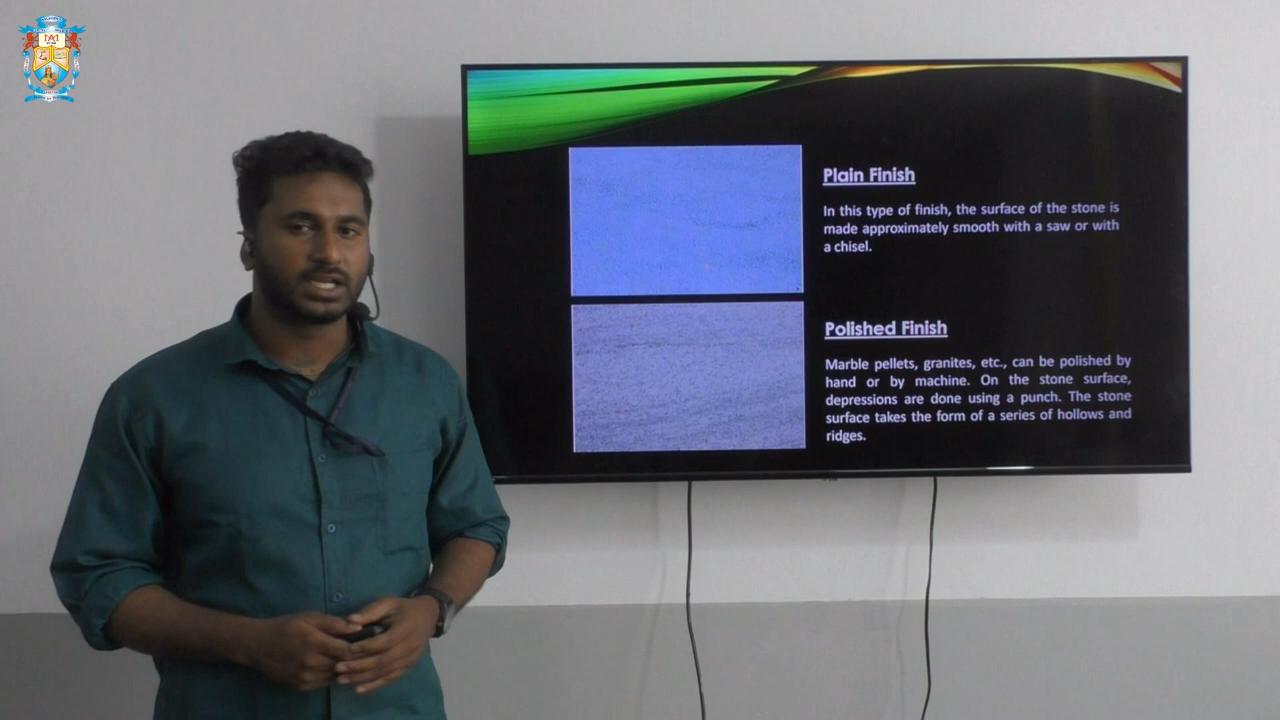 Plain Finish
In this type of finish, the surface of the stone is
made approximately smooth with a saw or with
a chisel.
Polished Finish
Marble pellets, granites, etc., can be polished by
hand or by machine. On the stone surface,
depressions are done using a punch. The stone
surface takes the form of a series of hollows and
ridges.